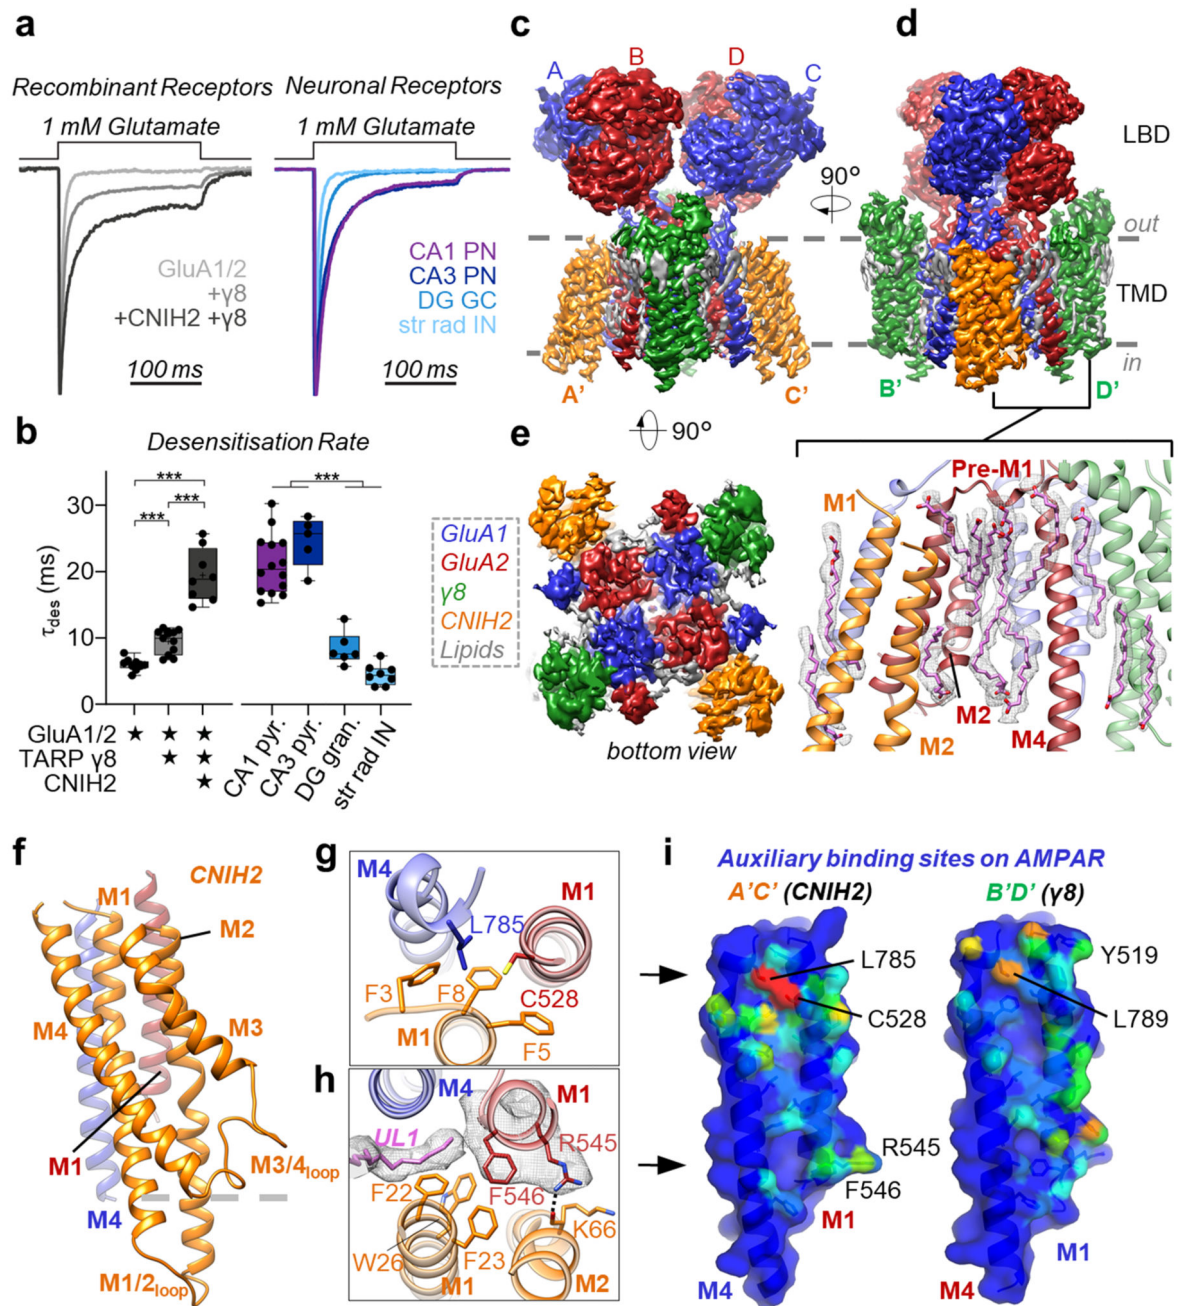 a
Recombinant Receptors
1 mM Glutamate
GluA1/2
+γ8
+CNIH2 +γ8
100 ms
Neuronal Receptors
1 mM Glutamate
CA1 PN
CA3 PN
DG GC
str rad IN
100 ms
b
Desensitisation Rate
*** *** *** ***
τdes (ms)
30
20
10
0
GluA1/2 ★ ★ ★
TARP γ8 ★ ★
CNIH2 ★
CA1 pyr.
CA3 pyr.
DG gran.
str rad IN
c
A B D C
A’ C’
90°
d
LBD
out
TMD
in
B’ D’
90°
e
GluA1
GluA2
γ8
CNIH2
Lipids
bottom view
Pre-M1
M1
M2
M2
M4
f
CNIH2
M1
M2
M4
M3
M1
M3/4loop
M4
M1/2loop
g
M4
M1
L785
F3
F8
C528
M1
F5
h
M4
M1
UL1
R545
F22
F546
K66
W26
F23
M1
M2
i
Auxiliary binding sites on AMPAR
A’C’ (CNIH2)
B’D’ (γ8)
L785
C528
R545
F546
M1
M4
Y519
L789
M1
M4